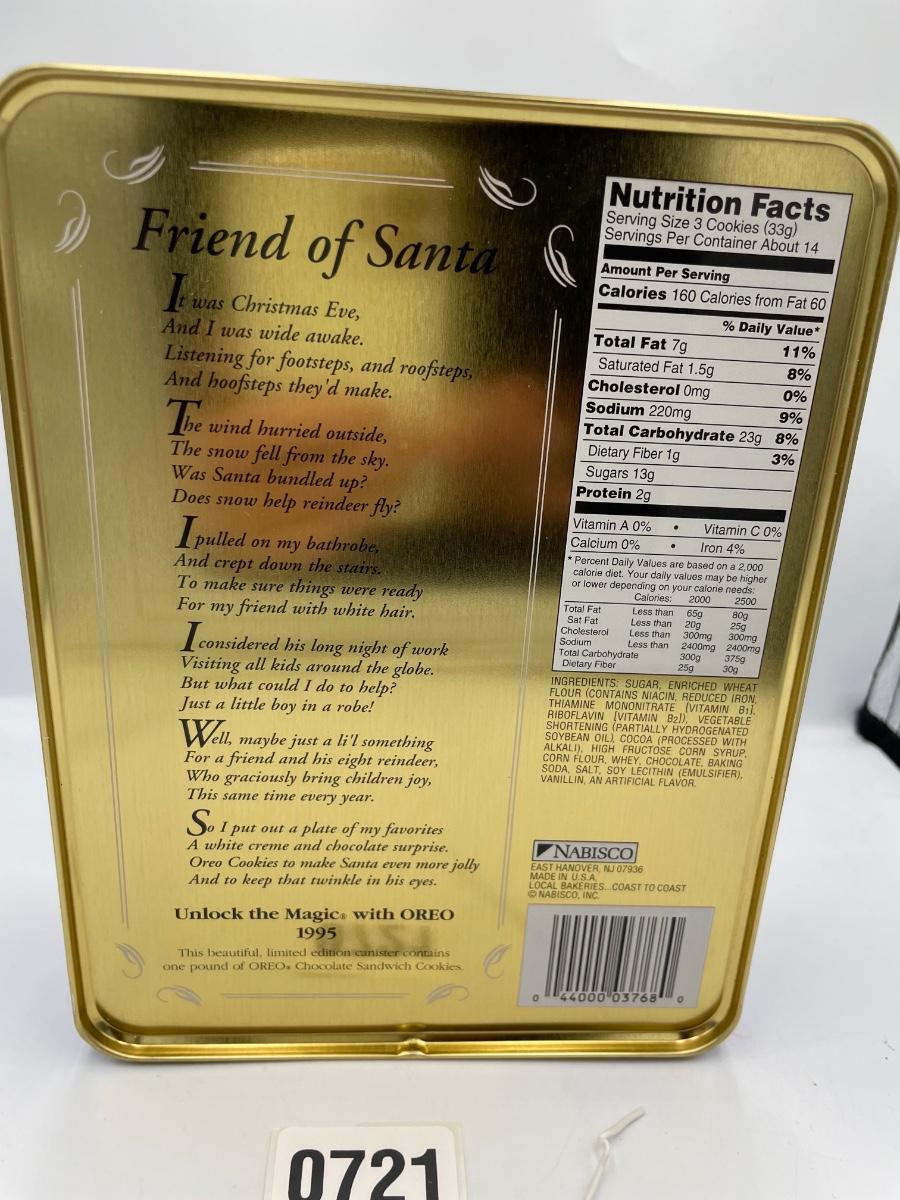 Friend of Santa
It was Christmas Eve,
And I was wide awake.
Listening for footsteps, and roofsteps,
And hoofsteps they'd make.
The wind hurried outside,
The snow fell from the sky.
Was Santa bundled up?
Does snow help reindeer fly?
I pulled on my bathrobe,
And crept down the stairs.
To make sure things were ready
For my friend with white hair.
I considered his long night of work
Visiting all kids around the globe.
But what could I do to help?
Just a little boy in a robe!
Well, maybe just a li'l something
For a friend and his eight reindeer,
Who graciously bring children joy,
This same time every year.
So I put out a plate of my favorites
A white creme and chocolate surprise.
Oreo Cookies to make Santa even more jolly
And to keep that twinkle in his eyes.
Unlock the Magic® with OREO
1995
This beautiful, limited edition canister contains
one pound of OREO® Chocolate Sandwich Cookies.
Nutrition Facts
Serving Size 3 Cookies (33g)
Servings Per Container About 14
Amount Per Serving
Calories 160 Calories from Fat 60
% Daily Value*
Total Fat 7g 11%
Saturated Fat 1.5g 8%
Cholesterol 0mg 0%
Sodium 220mg 9%
Total Carbohydrate 23g 8%
Dietary Fiber 1g 3%
Sugars 13g
Protein 2g
Vitamin A 0% • Vitamin C 0%
Calcium 0% • Iron 4%
* Percent Daily Values are based on a 2,000
calorie diet. Your daily values may be higher
or lower depending on your calorie needs:
Calories: 2000 2500
Total Fat Less than 65g 80g
Sat Fat Less than 20g 25g
Cholesterol Less than 300mg 300mg
Sodium Less than 2400mg 2400mg
Total Carbohydrate 300g 375g
Dietary Fiber 25g 30g
INGREDIENTS: SUGAR, ENRICHED WHEAT
FLOUR (CONTAINS NIACIN, REDUCED IRON,
THIAMINE MONONITRATE [VITAMIN B1],
RIBOFLAVIN [VITAMIN B2]), VEGETABLE
SHORTENING (PARTIALLY HYDROGENATED
SOYBEAN OIL), COCOA (PROCESSED WITH
ALKALI), HIGH FRUCTOSE CORN SYRUP,
CORN FLOUR, WHEY, CHOCOLATE, BAKING
SODA, SALT, SOY LECITHIN (EMULSIFIER),
VANILLIN, AN ARTIFICIAL FLAVOR.
NABISCO
EAST HANOVER, NJ 07936
MADE IN U.S.A.
LOCAL BAKERIES...COAST TO COAST
© NABISCO, INC.
0 44000 03768 0
0721